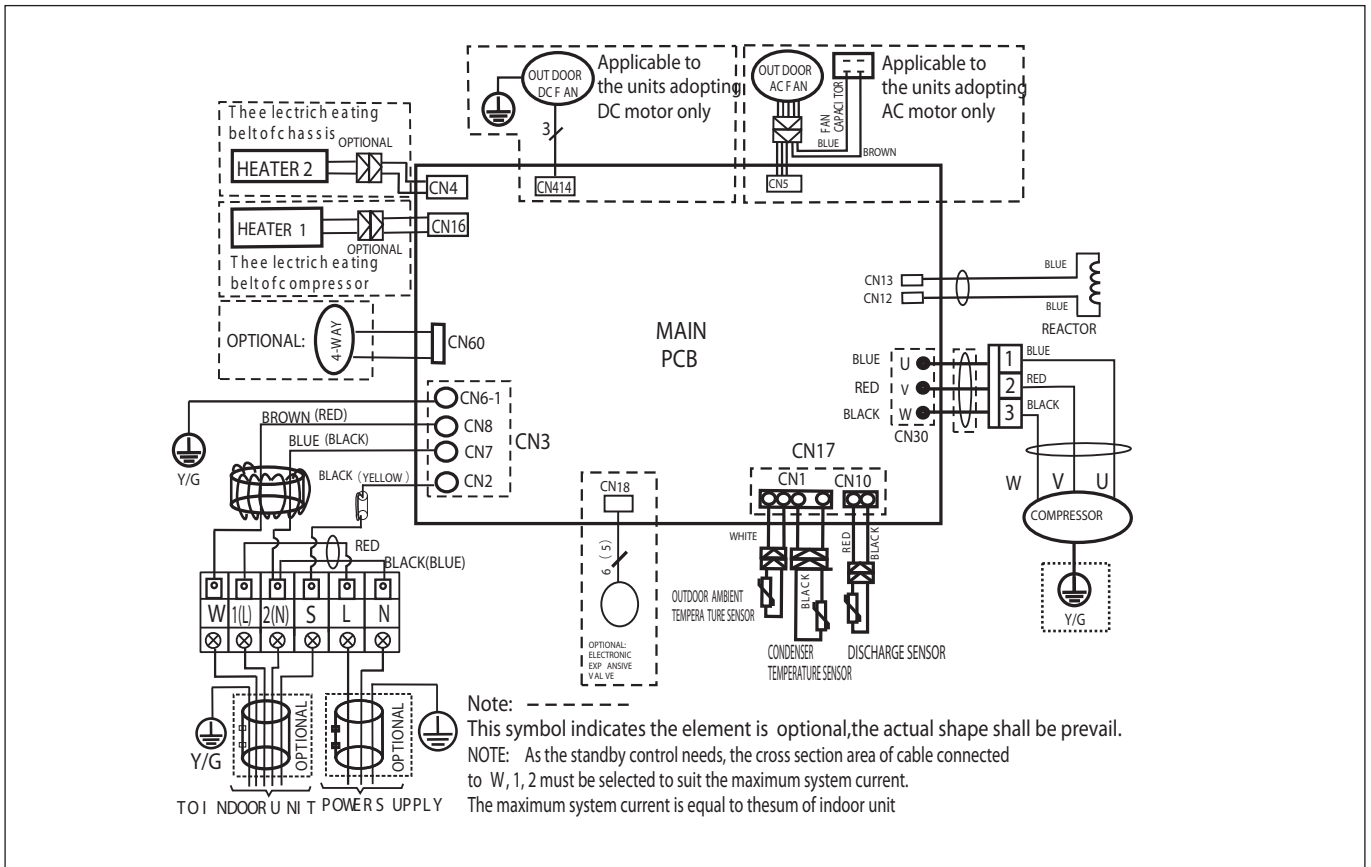 OUT DOOR
DC F AN
Applicable to
the units adopting
DC motor only
3
CN414
OUT DOOR
AC F AN
FAN
CAPACITOR
BLUE
BROWN
Applicable to
the units adopting
AC motor only
CN5
Thee lectrich eating
beltofc hassis
OPTIONAL
HEATER 2
CN4
HEATER 1
CN16
OPTIONAL
Thee lectrich eating
beltofc ompressor
OPTIONAL:
4-WAY
CN60
MAIN
PCB
CN13
CN12
BLUE
BLUE
REACTOR
BLUE
RED
BLACK
U
V
W
CN30
1
2
3
BLUE
RED
BLACK
W V U
COMPRESSOR
Y/G
CN6-1
CN8
CN7
CN2
CN3
Y/G
BROWN (RED)
BLUE (BLACK)
BLACK (YELLOW)
RED
BLACK(BLUE)
W 1(L) 2(N) S L N
Y/G
OPTIONAL
OPTIONAL
TO I NDOOR U NI T
POWER S UPPLY
CN18
6 ( 5 )
OPTIONAL:
ELECTRONIC
EXP ANSIVE
V AL VE
CN17
CN1
CN10
WHITE
BLACK
RED
BLACK
OUTDOOR AMBIENT
TEMPERA TURE SENSOR
CONDENSER
TEMPERATURE SENSOR
DISCHARGE SENSOR
Note: – – – – – –
This symbol indicates the element is optional,the actual shape shall be prevail.
NOTE: As the standby control needs, the cross section area of cable connected
to W, 1, 2 must be selected to suit the maximum system current.
The maximum system current is equal to thesum of indoor unit